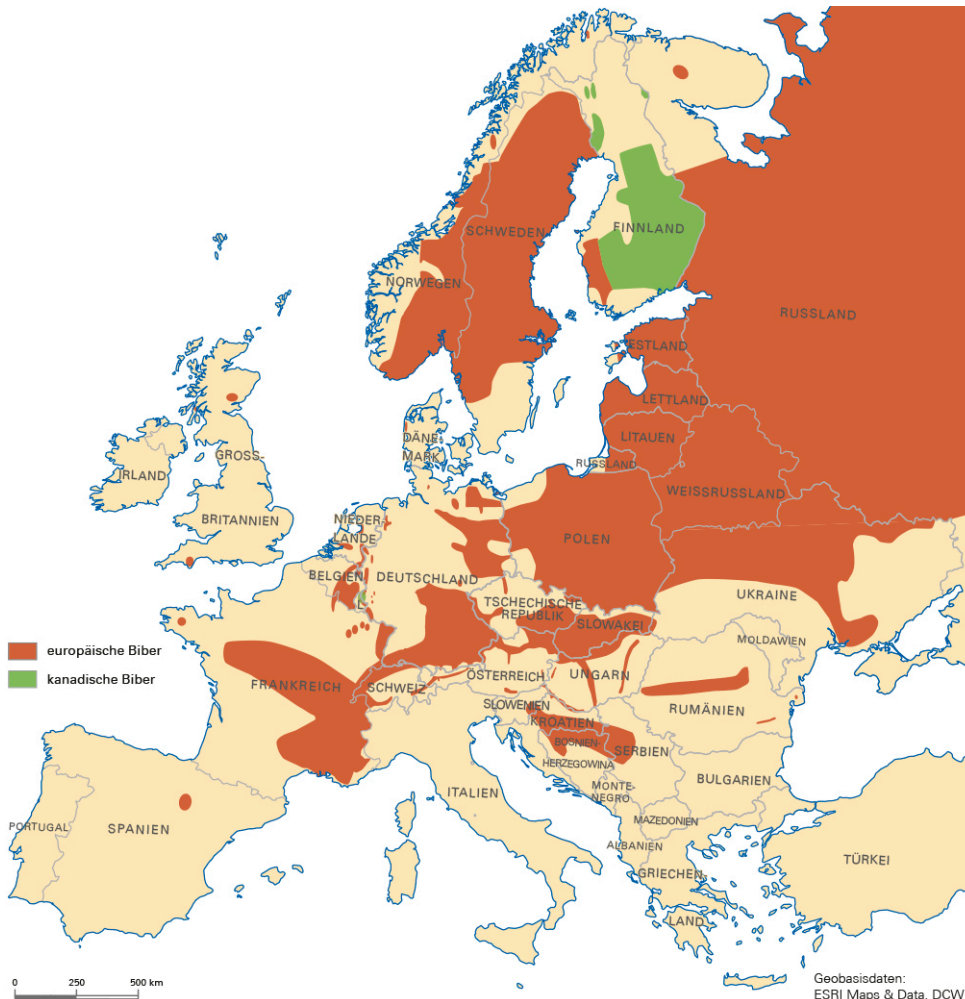 SCHWEDEN
FINNLAND
NORWEGEN
RUSSLAND
ESTLAND
LETTLAND
LITAUEN
RUSSLAND
WEISSRUSSLAND
DÄNE-
MARK
IRLAND
GROSS-
BRITANNIEN
NIEDER-
LANDE
BELGIEN
L.
DEUTSCHLAND
POLEN
TSCHECHISCHE
REPUBLIK
SLOWAKEI
UKRAINE
MOLDAWIEN
europäische Biber
kanadische Biber
FRANKREICH
SCHWEIZ
ÖSTERREICH
UNGARN
SLOWENIEN
KROATIEN
BOSNIEN-
HERZEGOWINA
SERBIEN
RUMÄNIEN
BULGARIEN
MONTE-
NEGRO
MAZEDONIEN
ALBANIEN
GRIECHEN-
LAND
ITALIEN
PORTUGAL
SPANIEN
TÜRKEI
0 250 500 km
Geobasisdaten:
ESRI Maps & Data, DCW